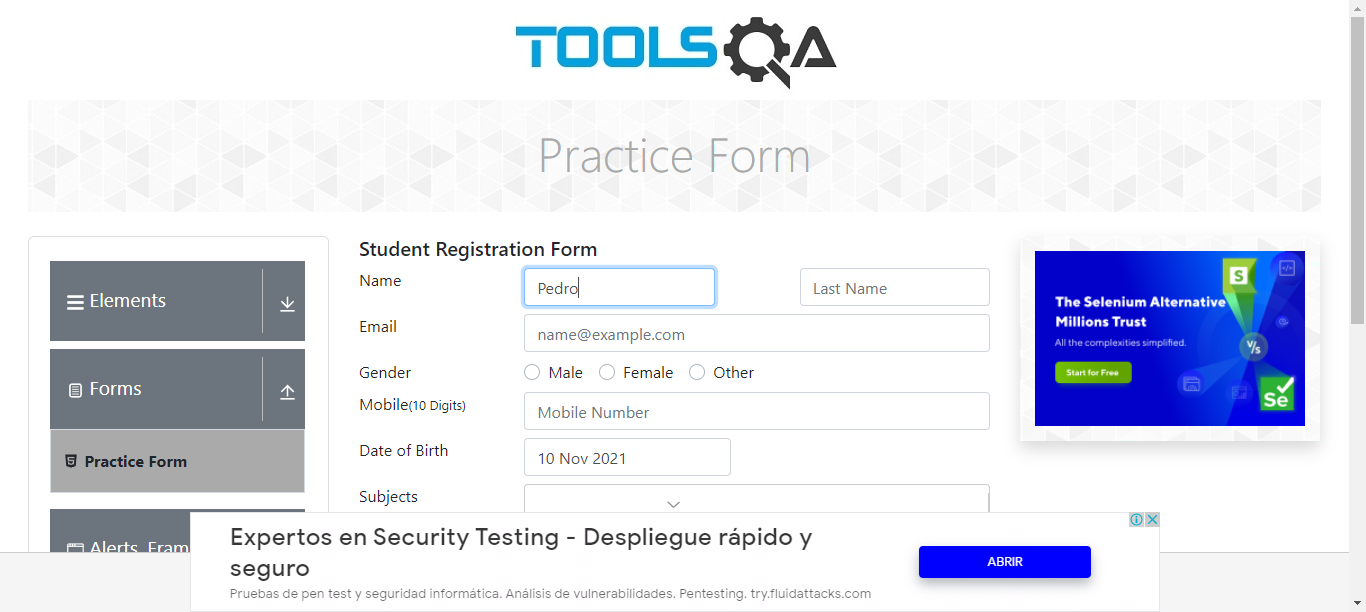 TOOLSQA
Practice Form
Elements
Forms
Practice Form
Alerts, Fram
Student Registration Form
Name
Pedro
Last Name
Email
name@example.com
Gender
Male
Female
Other
Mobile(10 Digits)
Mobile Number
Date of Birth
10 Nov 2021
Subjects
S
The Selenium Alternative
Millions Trust
All the complexities simplified.
Start for Free
V/s
Se
Expertos en Security Testing - Despliegue rápido y
seguro
Pruebas de pen test y seguridad informática. Análisis de vulnerabilidades. Pentesting. try.fluidattacks.com
ABRIR